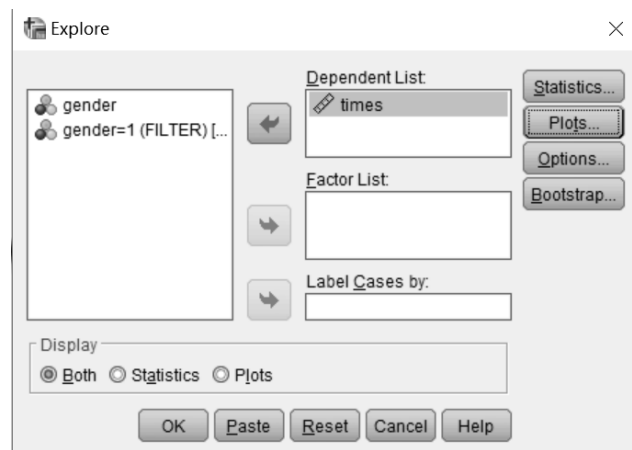 Explore
gender
gender=1 (FILTER) [...
Dependent List:
times
Factor List:
Label Cases by:
Statistics...
Plots...
Options...
Bootstrap...
Display
Both Statistics Plots
OK Paste Reset Cancel Help